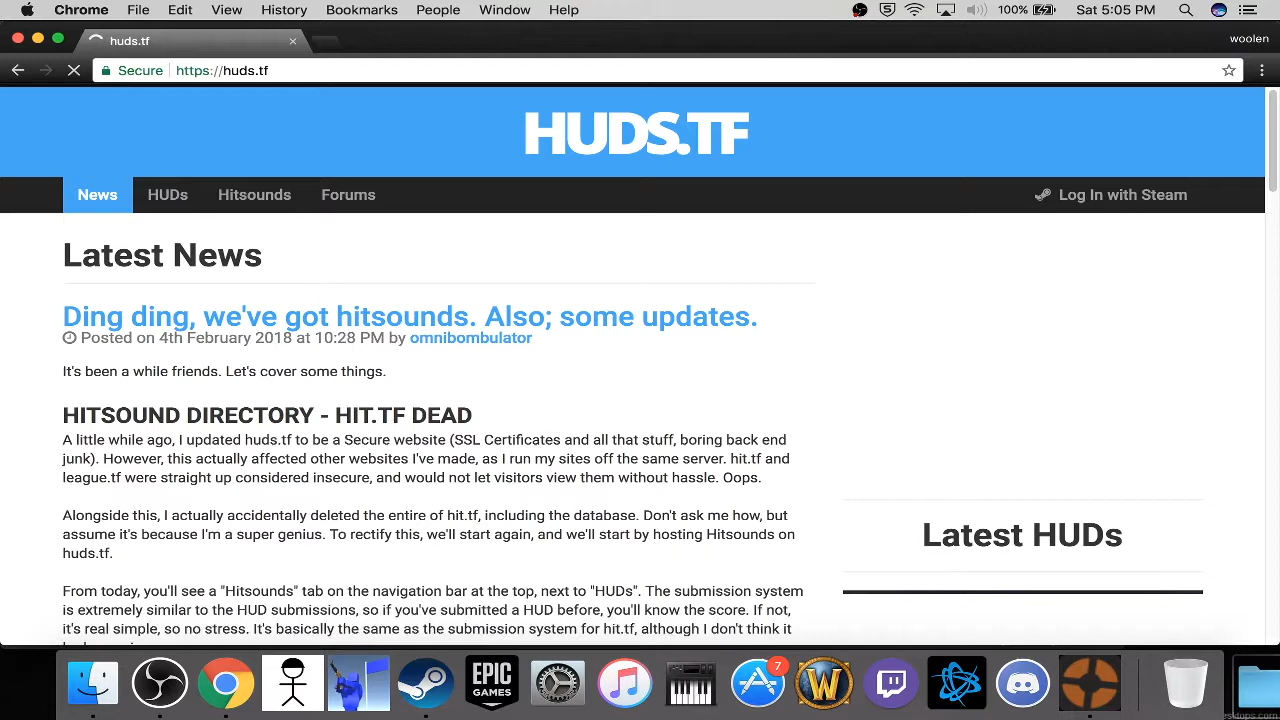 Chrome File Edit View History Bookmarks People Window Help 100% Sat 5:05 PM
huds.tf
woolen
Secure https://huds.tf
HUDS.TF
News HUDs Hitsounds Forums Log In with Steam
Latest News
Ding ding, we've got hitsounds. Also; some updates.
Posted on 4th February 2018 at 10:28 PM by omnibombulator
It's been a while friends. Let's cover some things.
HITSOUND DIRECTORY - HIT.TF DEAD
A little while ago, I updated huds.tf to be a Secure website (SSL Certificates and all that stuff, boring back end
junk). However, this actually affected other websites I've made, as I run my sites off the same server. hit.tf and
league.tf were straight up considered insecure, and would not let visitors view them without hassle. Oops.
Alongside this, I actually accidentally deleted the entire of hit.tf, including the database. Don't ask me how, but
assume it's because I'm a super genius. To rectify this, we'll start again, and we'll start by hosting Hitsounds on
huds.tf.
From today, you'll see a "Hitsounds" tab on the navigation bar at the top, next to "HUDs". The submission system
is extremely similar to the HUD submissions, so if you've submitted a HUD before, you'll know the score. If not,
it's real simple, so no stress. It's basically the same as the submission system for hit.tf, although I don't think it
Latest HUDs
EPIC
GAMES
7